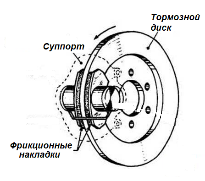 Тормозной
диск
Суппорт
Фрикционные
накладки